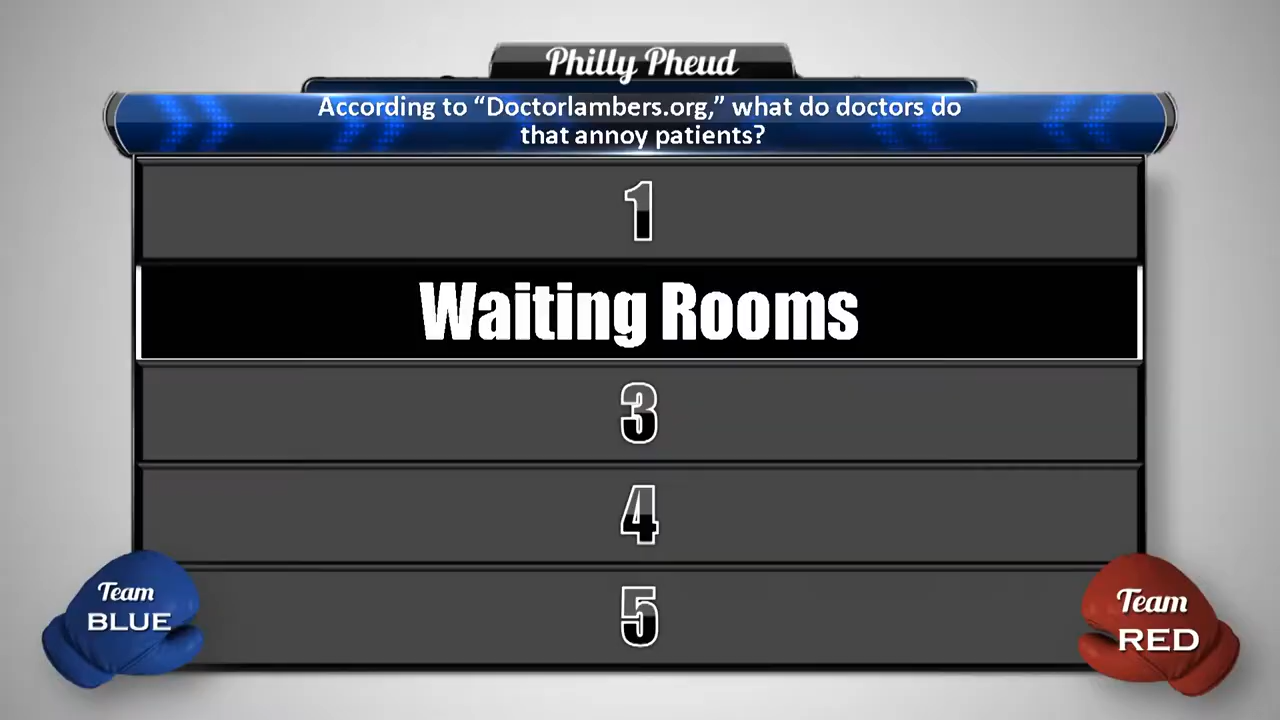 Philly Pheud
According to “Doctorlambers.org,” what do doctors do
that annoy patients?
1
Waiting Rooms
3
4
5
Team
BLUE
Team
RED